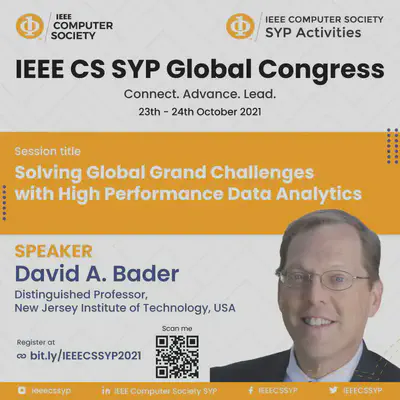 IEEE
COMPUTER
SOCIETY
IEEE COMPUTER SOCIETY
SYP Activities
IEEE CS SYP Global Congress
Connect. Advance. Lead.
23th - 24th October 2021
Session title
Solving Global Grand Challenges
with High Performance Data Analytics
SPEAKER
David A. Bader
Distinguished Professor,
New Jersey Institute of Technology, USA
Register at
bit.ly/IEEECSSYP2021
Scan me
ieeecssyp
IEEE Computer Society SYP
IEECSSYP
IEEECSSYP